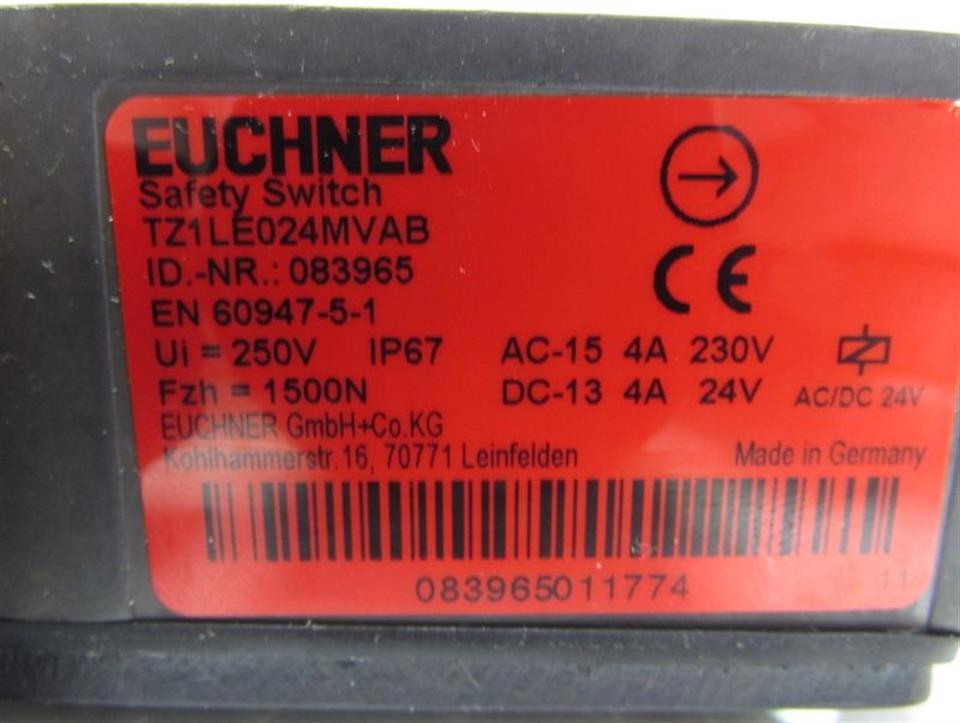 EUCHNER
Safety Switch
TZ1LE024MVAB
ID.-NR.: 083965
EN 60947-5-1
CE
Ui = 250V IP67 AC-15 4A 230V
Fzh = 1500N DC-13 4A 24V AC/DC 24V
EUCHNER GmbH+Co.KG
Kohlhammerstr. 16, 70771 Leinfelden Made in Germany
083965011774 11